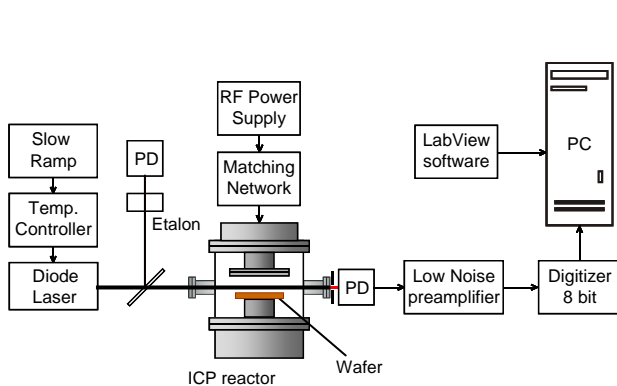 Slow
Ramp
Temp.
Controller
Diode
Laser
PD
Etalon
RF Power
Supply
Matching
Network
ICP reactor
Wafer
PD
Low Noise
preamplifier
Digitizer
8 bit
LabView
software
PC